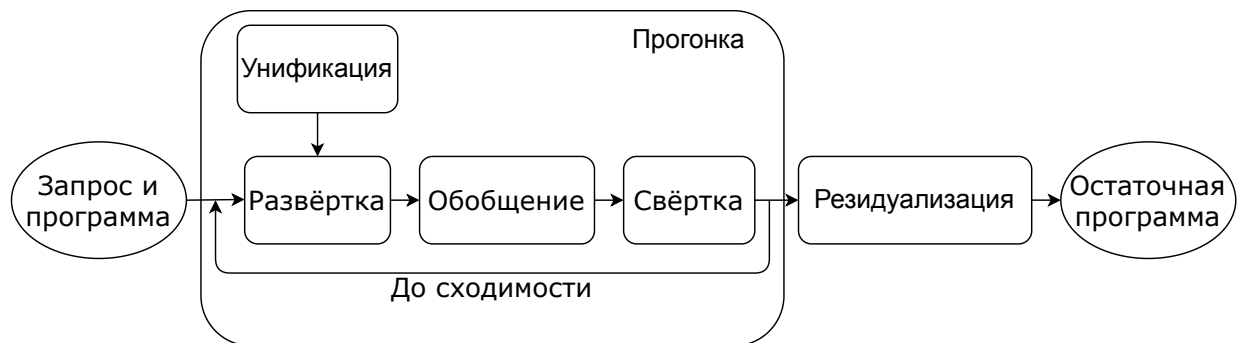 Прогонка
Унификация
Запрос и
программа
Развёртка
Обобщение
Свёртка
Резидуализация
Остаточная
программа
До сходимости